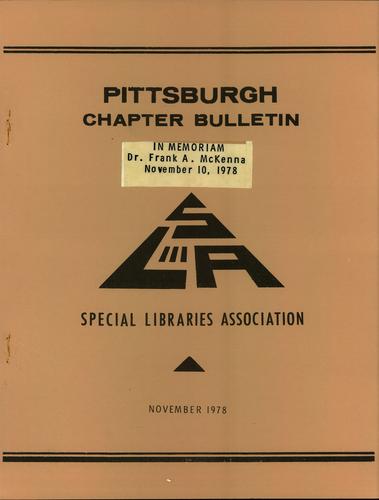 PITTSBURGH
CHAPTER BULLETIN
IN MEMORIAM
Dr. Frank A. McKenna
November 10, 1978
SLA
SPECIAL LIBRARIES ASSOCIATION
NOVEMBER 1978